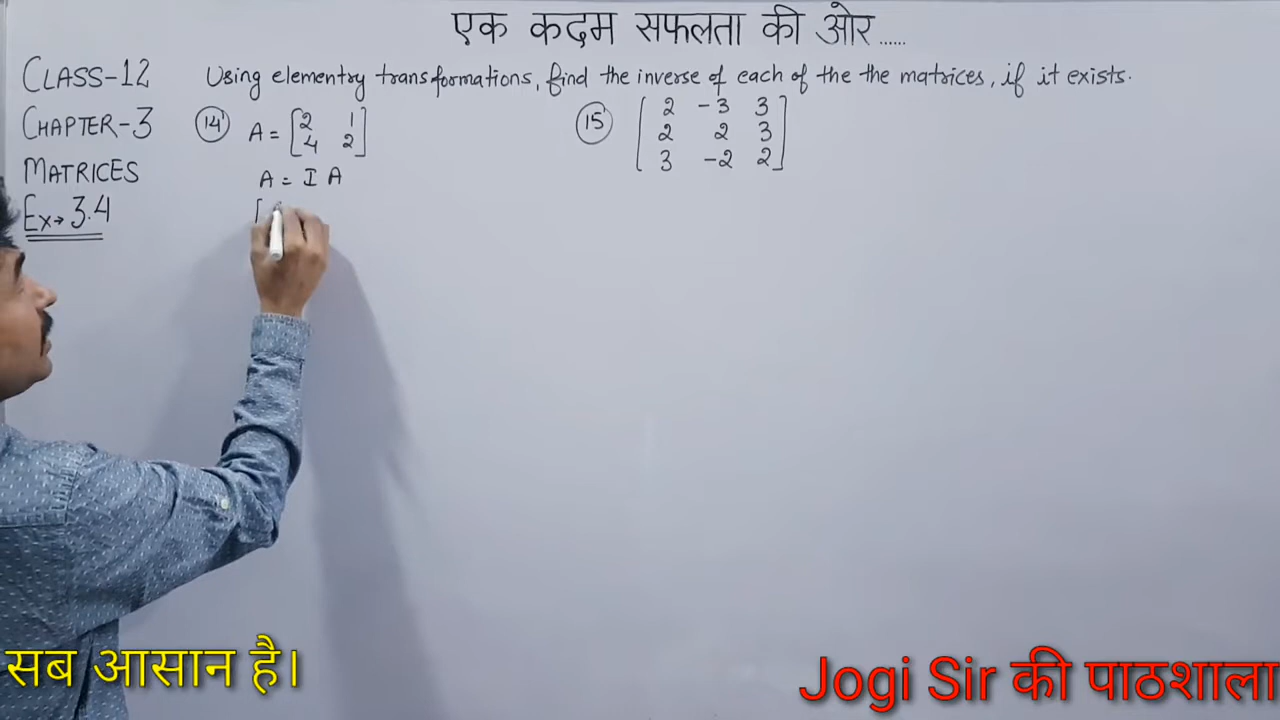 एक कदम सफलता की ओर......
CLASS-12
CHAPTER-3
MATRICES
Ex→3.4
Using elementry transformations, find the inverse of each of the the matrices, if it exists.
14 A = [2 1
4 2]
A = I A
[
15 [2 -3 3
2 2 3
3 -2 2]
सब आसान है।
Jogi Sir की पाठशाला